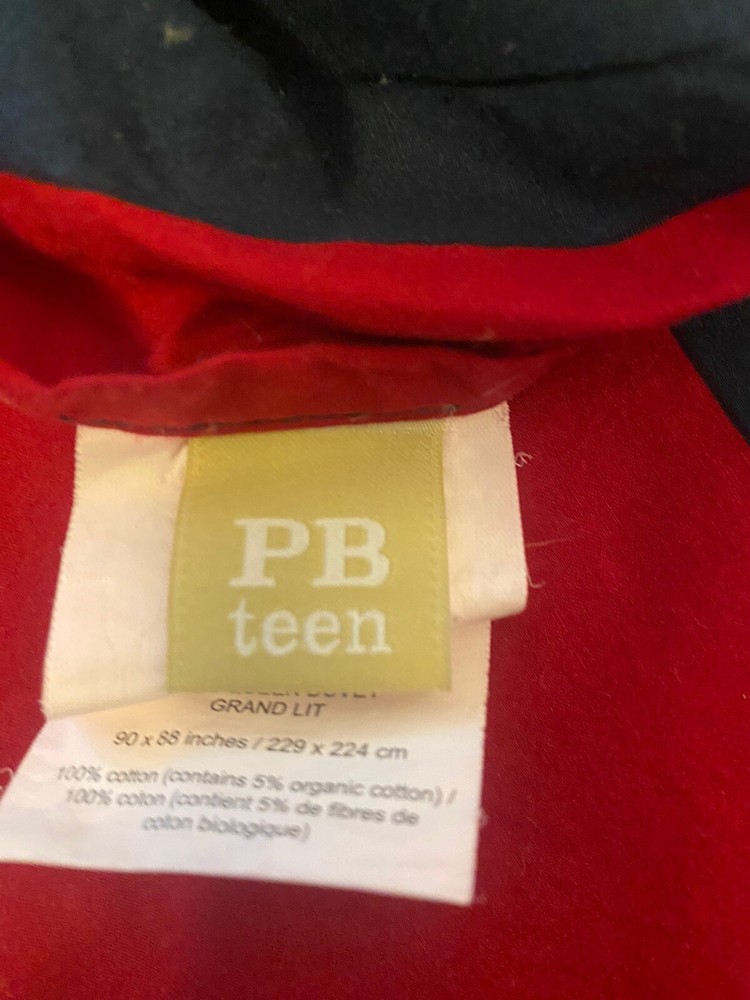 PB
teen
GRAND LIT
90 x 88 inches / 229 x 224 cm
100% cotton (contains 5% organic cotton) /
100% coton (contient 5% de fibres de
coton biologique)